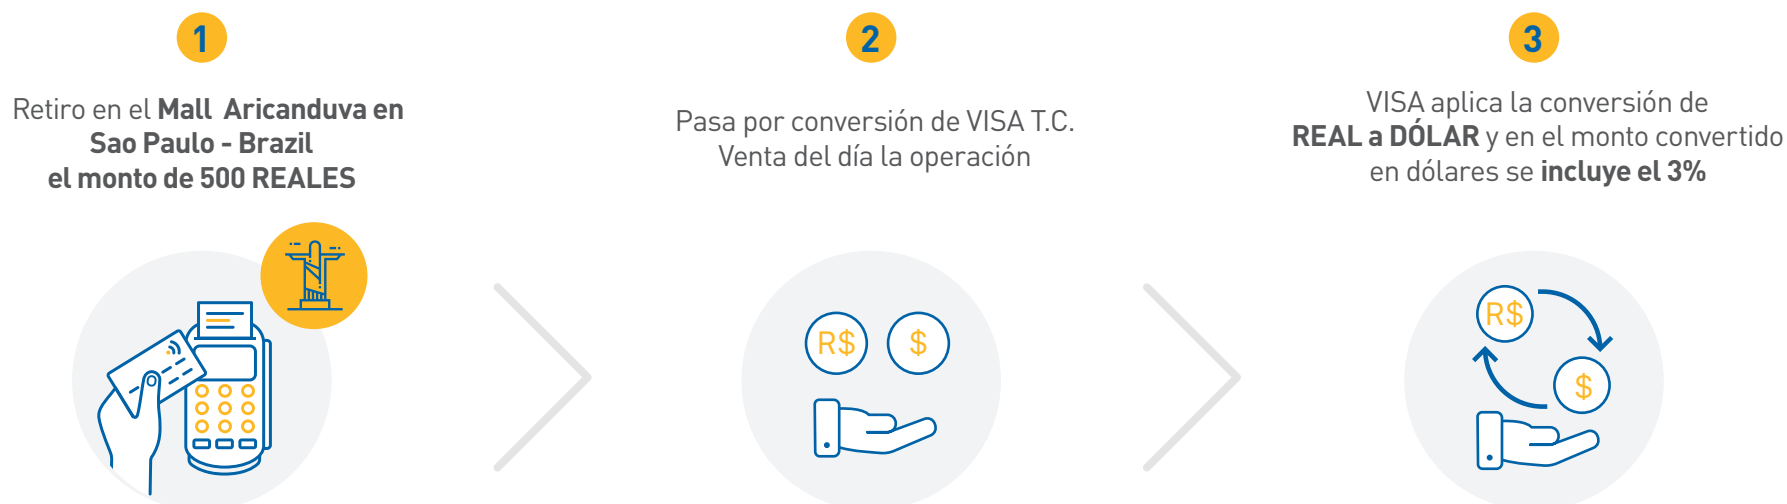 1
Retiro en el Mall Aricanduva en
Sao Paulo - Brazil
el monto de 500 REALES
2
Pasa por conversión de VISA T.C.
Venta del día la operación
R$ $
3
VISA aplica la conversión de
REAL a DÓLAR y en el monto convertido
en dólares se incluye el 3%
R$
$